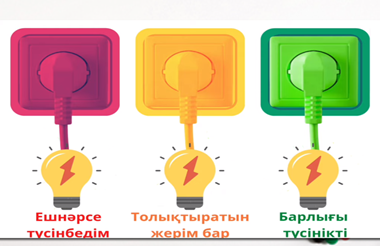 Ешнәрсе
түсінбедім
Толықтыратын
жерім бар
Барлығы
түсінікті